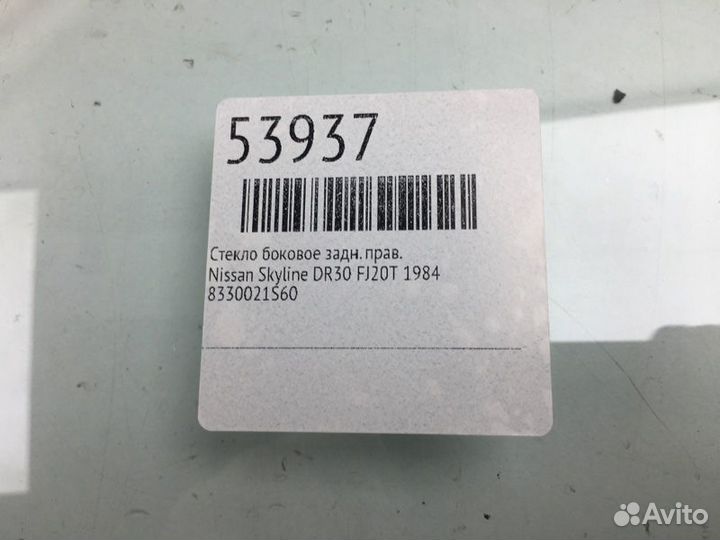 53937
Стекло боковое задн. прав.
Nissan Skyline DR30 FJ20T 1984
8330021S60
Avito